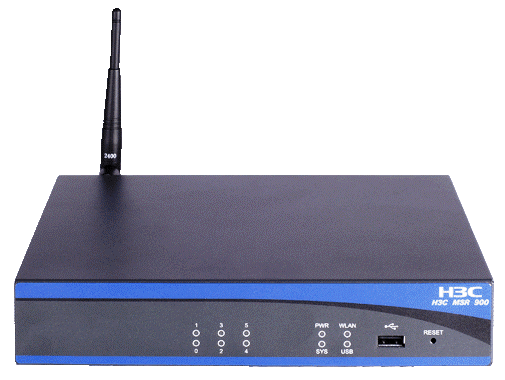 2400
H3C
H3C MSR 900
1 3 5
0 2 4
PWR WLAN
SYS USB
RESET